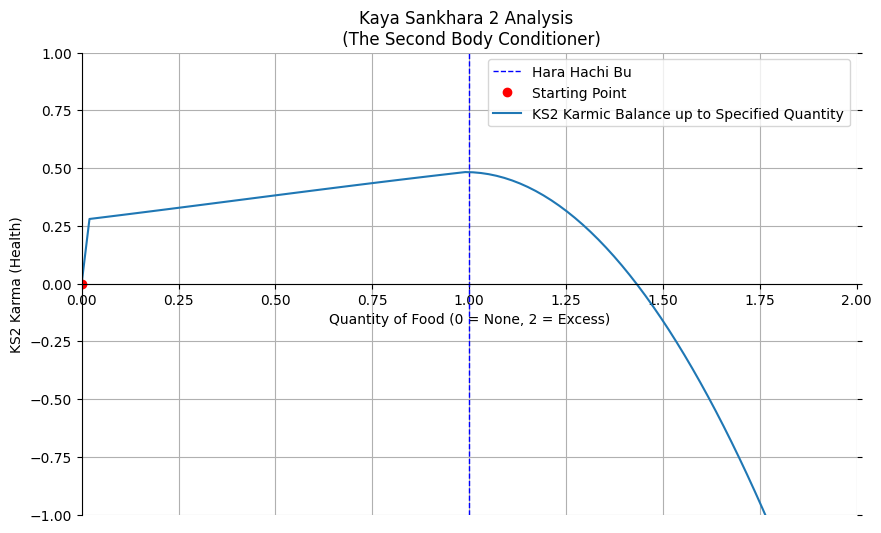 Kaya Sankhara 2 Analysis
(The Second Body Conditioner)
Hara Hachi Bu
Starting Point
KS2 Karmic Balance up to Specified Quantity
KS2 Karma (Health)
1.00
0.75
0.50
0.25
0.00
−0.25
−0.50
−0.75
−1.00
0.00 0.25 0.50 0.75 1.00 1.25 1.50 1.75 2.00
Quantity of Food (0 = None, 2 = Excess)